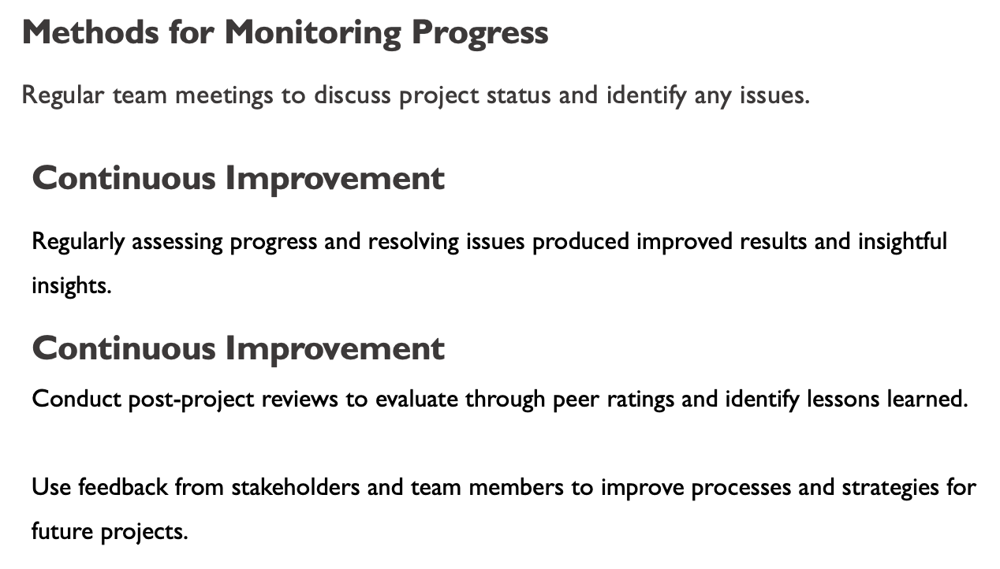 Methods for Monitoring Progress
Regular team meetings to discuss project status and identify any issues.
Continuous Improvement
Regularly assessing progress and resolving issues produced improved results and insightful
insights.
Continuous Improvement
Conduct post-project reviews to evaluate through peer ratings and identify lessons learned.
Use feedback from stakeholders and team members to improve processes and strategies for
future projects.